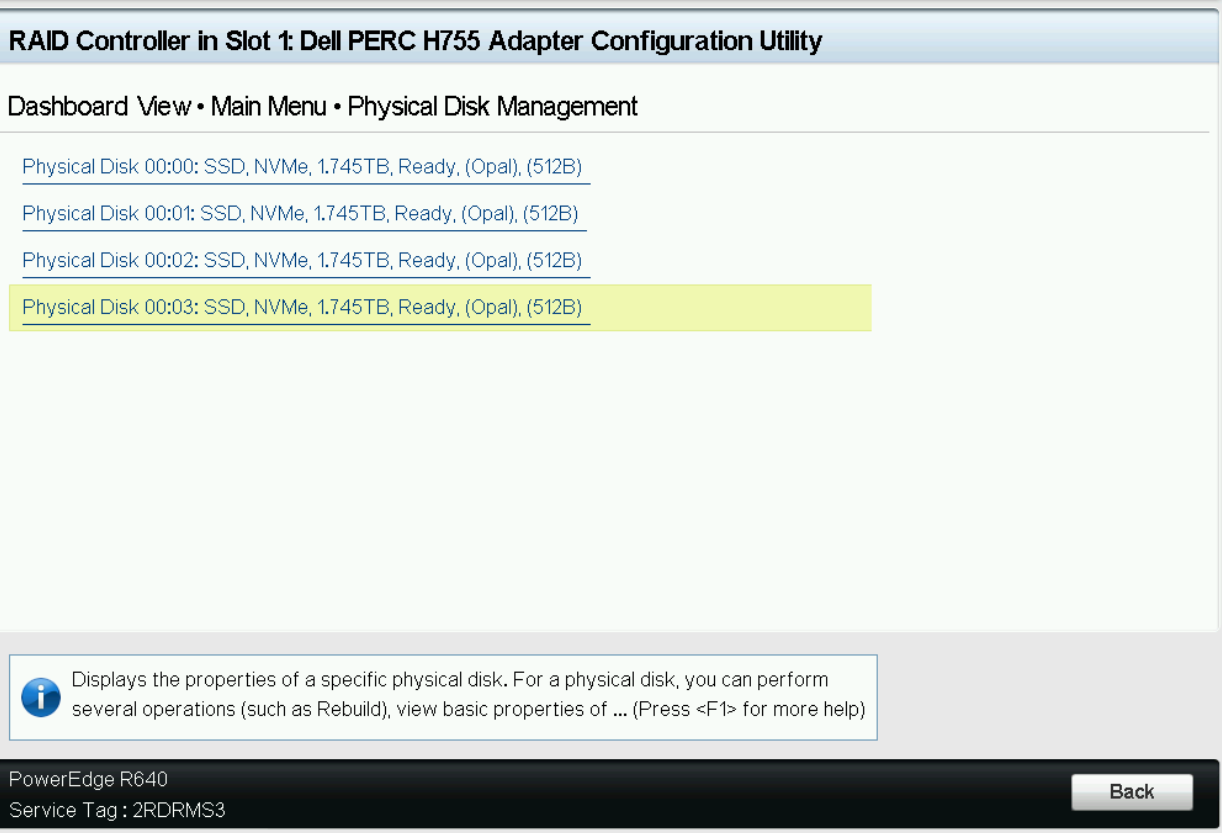 RAID Controller in Slot 1: Dell PERC H755 Adapter Configuration Utility
Dashboard View • Main Menu • Physical Disk Management
Physical Disk 00:00: SSD, NVMe, 1.745TB, Ready, (Opal), (512B)
Physical Disk 00:01: SSD, NVMe, 1.745TB, Ready, (Opal), (512B)
Physical Disk 00:02: SSD, NVMe, 1.745TB, Ready, (Opal), (512B)
Physical Disk 00:03: SSD, NVMe, 1.745TB, Ready, (Opal), (512B)
Displays the properties of a specific physical disk. For a physical disk, you can perform
several operations (such as Rebuild), view basic properties of ... (Press <F1> for more help)
PowerEdge R640
Service Tag : 2RDRMS3
Back